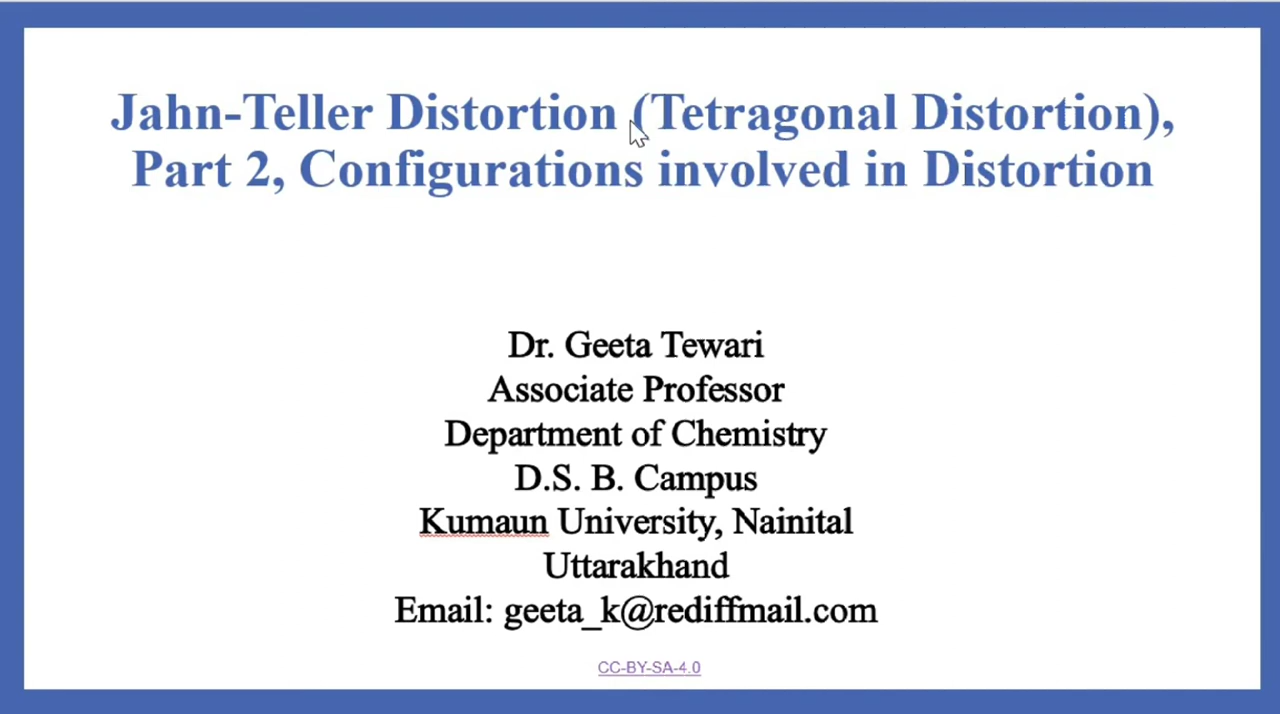 Jahn-Teller Distortion (Tetragonal Distortion),
Part 2, Configurations involved in Distortion
Dr. Geeta Tewari
Associate Professor
Department of Chemistry
D.S. B. Campus
Kumaun University, Nainital
Uttarakhand
Email: geeta_k@rediffmail.com
CC-BY-SA-4.0